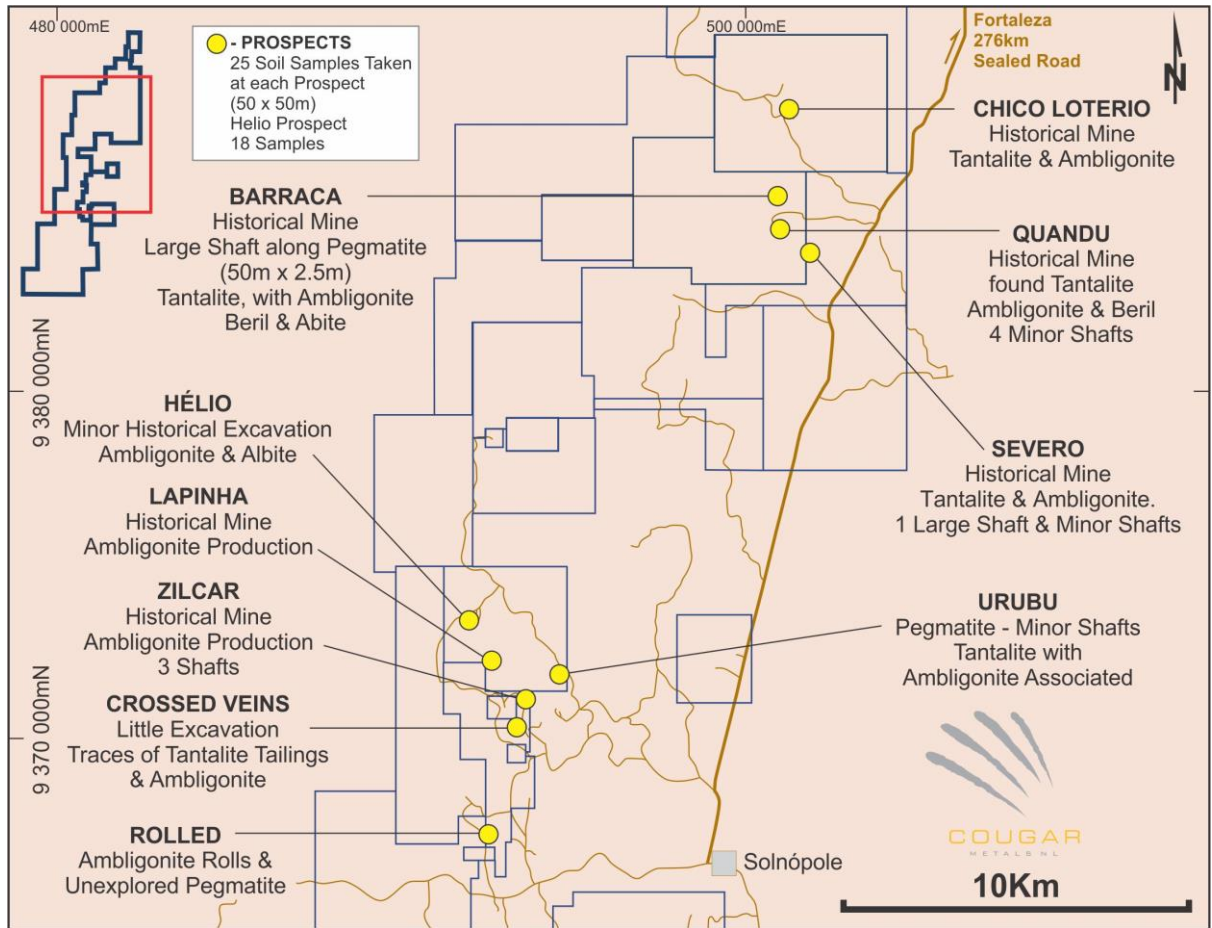 480 000mE
500 000mE
Fortaleza
276km
Sealed Road
N
- PROSPECTS
25 Soil Samples Taken
at each Prospect
(50 x 50m)
Helio Prospect
18 Samples
CHICO LOTERIO
Historical Mine
Tantalite & Ambligonite
BARRACA
Historical Mine
Large Shaft along Pegmatite
(50m x 2.5m)
Tantalite, with Ambligonite
Beril & Abite
QUANDU
Historical Mine
found Tantalite
Ambligonite & Beril
4 Minor Shafts
9 380 000mN
HÉLIO
Minor Historical Excavation
Ambligonite & Albite
SEVERO
Historical Mine
Tantalite & Ambligonite.
1 Large Shaft & Minor Shafts
LAPINHA
Historical Mine
Ambligonite Production
ZILCAR
Historical Mine
Ambligonite Production
3 Shafts
URUBU
Pegmatite - Minor Shafts
Tantalite with
Ambligonite Associated
CROSSED VEINS
Little Excavation
Traces of Tantalite Tailings
& Ambligonite
9 370 000mN
ROLLED
Ambligonite Rolls &
Unexplored Pegmatite
Solnópole
COUGAR
METALS NL
10Km